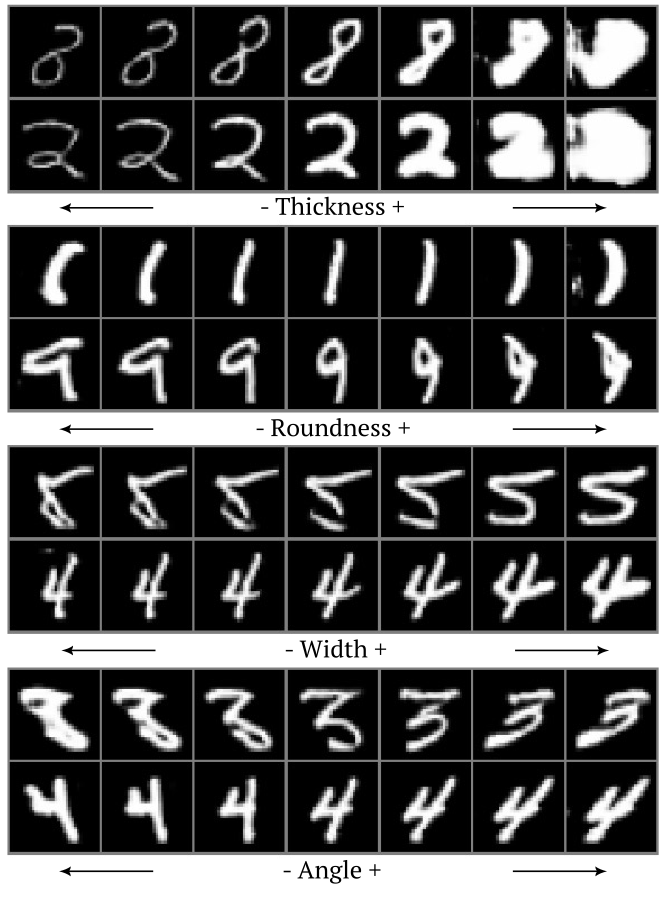 - Thickness +
- Roundness +
- Width +
- Angle +